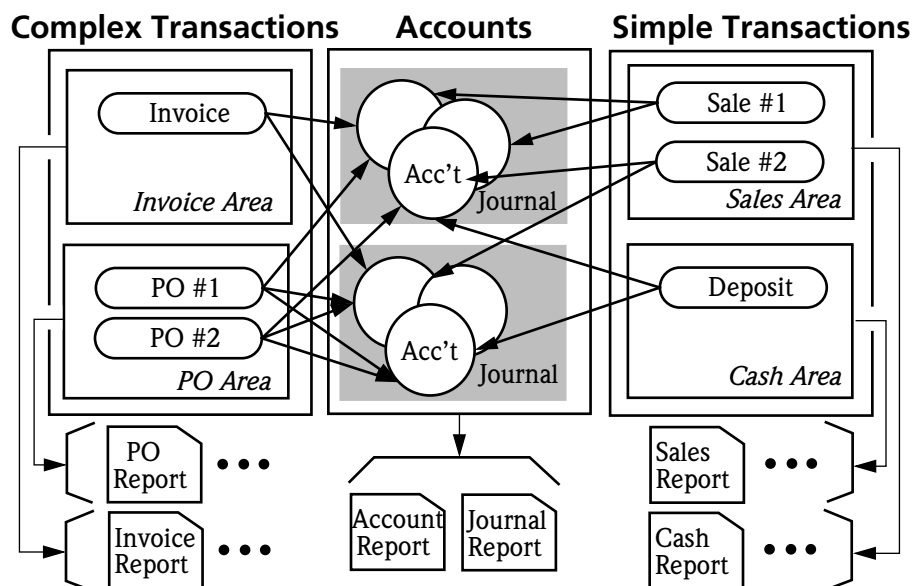 Complex Transactions
Accounts
Simple Transactions
Invoice
Invoice Area
PO #1
PO #2
PO Area
Acc't
Journal
Acc't
Journal
Sale #1
Sale #2
Sales Area
Deposit
Cash Area
PO
Report
Invoice
Report
Account
Report
Journal
Report
Sales
Report
Cash
Report